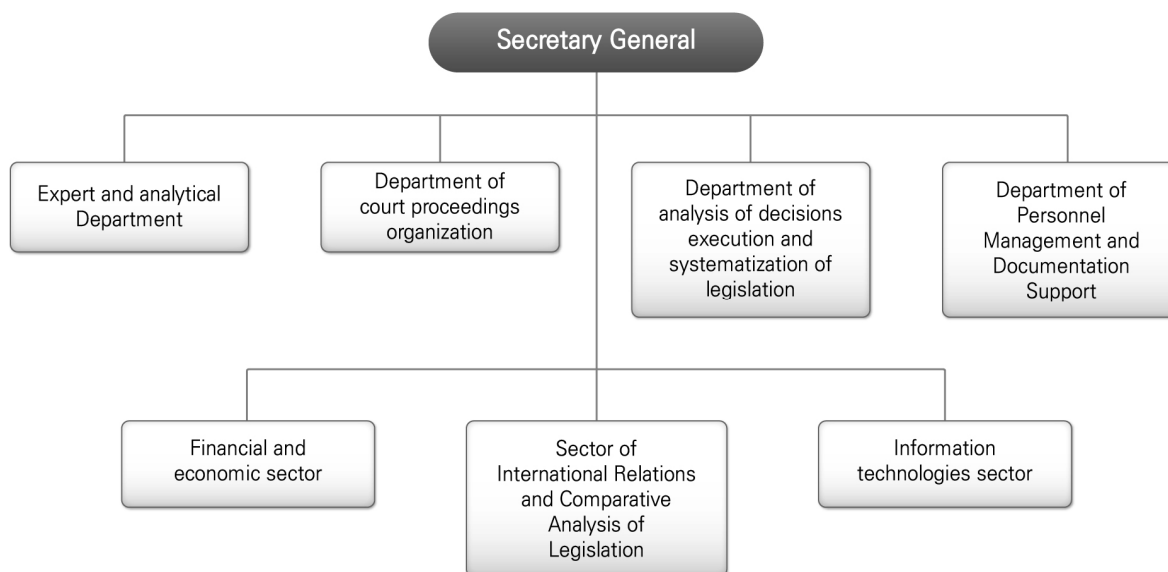 Secretary General
Expert and analytical
Department
Department of
court proceedings
organization
Department of
analysis of decisions
execution and
systematization of
legislation
Department of
Personnel
Management and
Documentation
Support
Financial and
economic sector
Sector of
International Relations
and Comparative
Analysis of
Legislation
Information
technologies sector